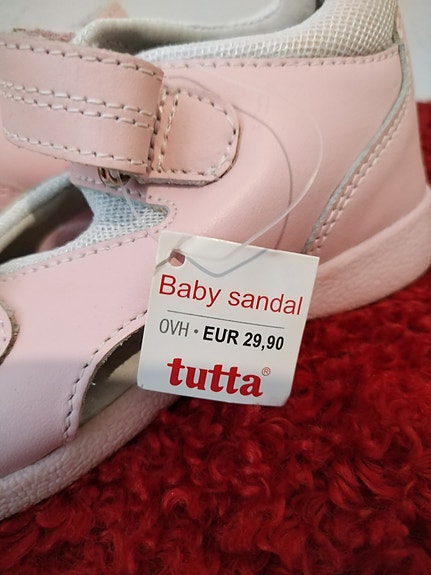 Baby sandal
OVH • EUR 29,90
tutta®